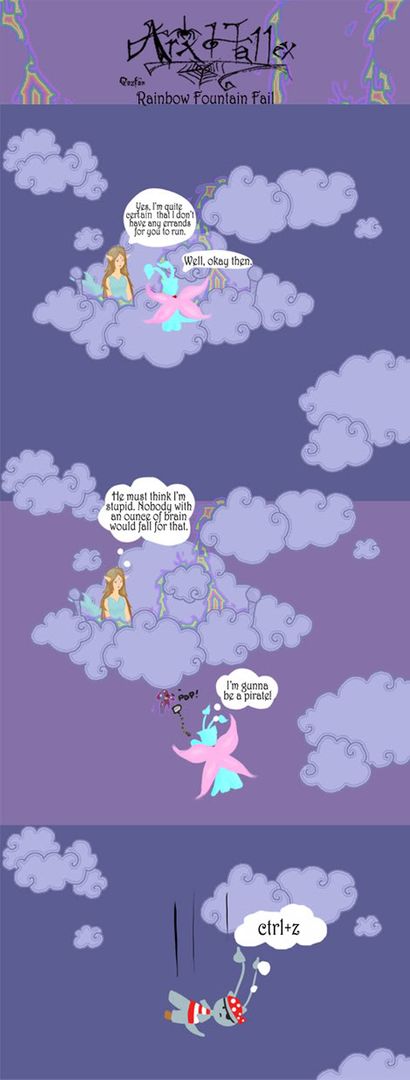 Gezfan
Rainbow Fountain Fail
Yes, I'm quite
certain that I don't
have any errands
for you to run.
Well, okay then.
He must think I'm
stupid. Nobody with
an ounce of brain
would fall for that.
POP!
I'm gunna
be a pirate!
ctrl+z